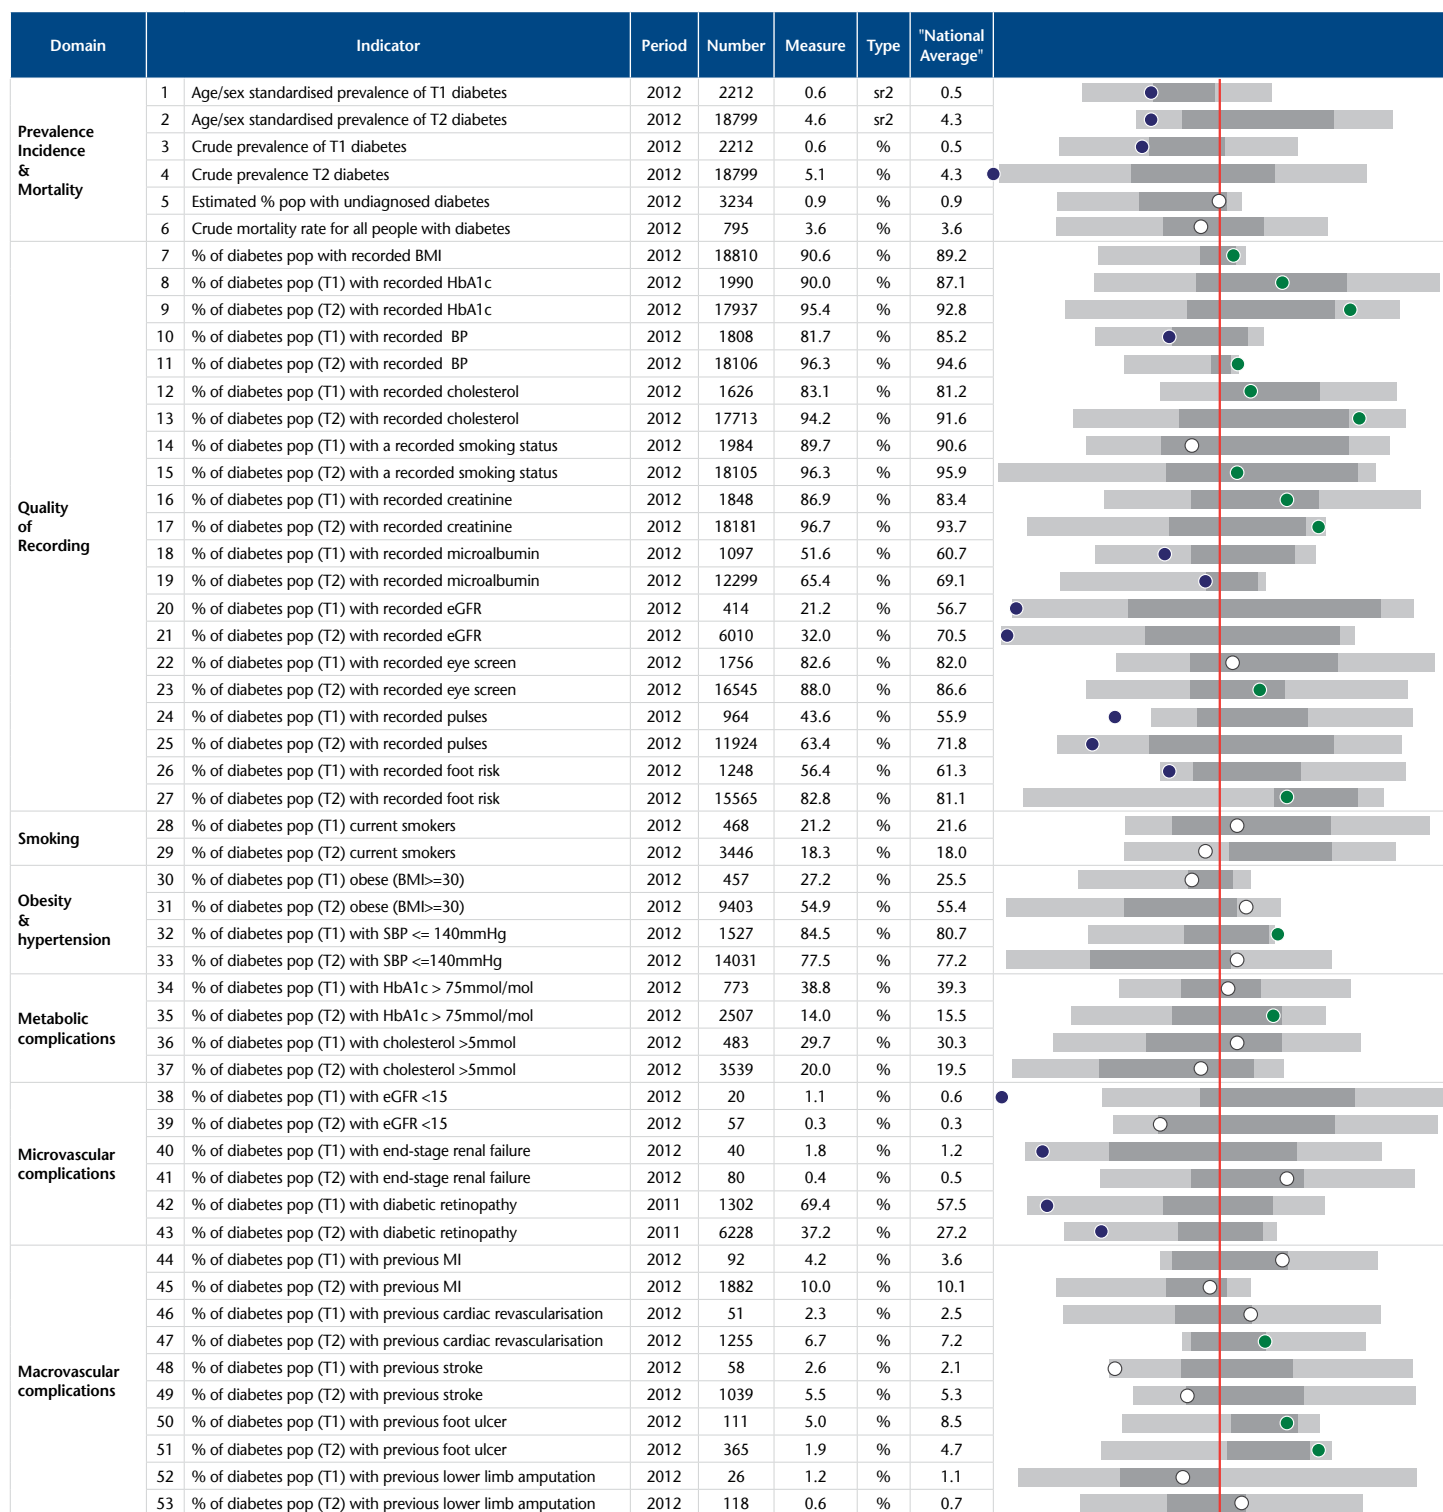 Domain Indicator Period Number Measure Type "National Average"
Prevalence Incidence & Mortality
1 Age/sex standardised prevalence of T1 diabetes 2012 2212 0.6 sr2 0.5
2 Age/sex standardised prevalence of T2 diabetes 2012 18799 4.6 sr2 4.3
3 Crude prevalence of T1 diabetes 2012 2212 0.6 % 0.5
4 Crude prevalence T2 diabetes 2012 18799 5.1 % 4.3
5 Estimated % pop with undiagnosed diabetes 2012 3234 0.9 % 0.9
6 Crude mortality rate for all people with diabetes 2012 795 3.6 % 3.6
Quality of Recording
7 % of diabetes pop with recorded BMI 2012 18810 90.6 % 89.2
8 % of diabetes pop (T1) with recorded HbA1c 2012 1990 90.0 % 87.1
9 % of diabetes pop (T2) with recorded HbA1c 2012 17937 95.4 % 92.8
10 % of diabetes pop (T1) with recorded BP 2012 1808 81.7 % 85.2
11 % of diabetes pop (T2) with recorded BP 2012 18106 96.3 % 94.6
12 % of diabetes pop (T1) with recorded cholesterol 2012 1626 83.1 % 81.2
13 % of diabetes pop (T2) with recorded cholesterol 2012 17713 94.2 % 91.6
14 % of diabetes pop (T1) with a recorded smoking status 2012 1984 89.7 % 90.6
15 % of diabetes pop (T2) with a recorded smoking status 2012 18105 96.3 % 95.9
16 % of diabetes pop (T1) with recorded creatinine 2012 1848 86.9 % 83.4
17 % of diabetes pop (T2) with recorded creatinine 2012 18181 96.7 % 93.7
18 % of diabetes pop (T1) with recorded microalbumin 2012 1097 51.6 % 60.7
19 % of diabetes pop (T2) with recorded microalbumin 2012 12299 65.4 % 69.1
20 % of diabetes pop (T1) with recorded eGFR 2012 414 21.2 % 56.7
21 % of diabetes pop (T2) with recorded eGFR 2012 6010 32.0 % 70.5
22 % of diabetes pop (T1) with recorded eye screen 2012 1756 82.6 % 82.0
23 % of diabetes pop (T2) with recorded eye screen 2012 16545 88.0 % 86.6
24 % of diabetes pop (T1) with recorded pulses 2012 964 43.6 % 55.9
25 % of diabetes pop (T2) with recorded pulses 2012 11924 63.4 % 71.8
26 % of diabetes pop (T1) with recorded foot risk 2012 1248 56.4 % 61.3
27 % of diabetes pop (T2) with recorded foot risk 2012 15565 82.8 % 81.1
Smoking
28 % of diabetes pop (T1) current smokers 2012 468 21.2 % 21.6
29 % of diabetes pop (T2) current smokers 2012 3446 18.3 % 18.0
Obesity & hypertension
30 % of diabetes pop (T1) obese (BMI>=30) 2012 457 27.2 % 25.5
31 % of diabetes pop (T2) obese (BMI>=30) 2012 9403 54.9 % 55.4
32 % of diabetes pop (T1) with SBP <= 140mmHg 2012 1527 84.5 % 80.7
33 % of diabetes pop (T2) with SBP <=140mmHg 2012 14031 77.5 % 77.2
Metabolic complications
34 % of diabetes pop (T1) with HbA1c > 75mmol/mol 2012 773 38.8 % 39.3
35 % of diabetes pop (T2) with HbA1c > 75mmol/mol 2012 2507 14.0 % 15.5
36 % of diabetes pop (T1) with cholesterol >5mmol 2012 483 29.7 % 30.3
37 % of diabetes pop (T2) with cholesterol >5mmol 2012 3539 20.0 % 19.5
Microvascular complications
38 % of diabetes pop (T1) with eGFR <15 2012 20 1.1 % 0.6
39 % of diabetes pop (T2) with eGFR <15 2012 57 0.3 % 0.3
40 % of diabetes pop (T1) with end-stage renal failure 2012 40 1.8 % 1.2
41 % of diabetes pop (T2) with end-stage renal failure 2012 80 0.4 % 0.5
42 % of diabetes pop (T1) with diabetic retinopathy 2011 1302 69.4 % 57.5
43 % of diabetes pop (T2) with diabetic retinopathy 2011 6228 37.2 % 27.2
Macrovascular complications
44 % of diabetes pop (T1) with previous MI 2012 92 4.2 % 3.6
45 % of diabetes pop (T2) with previous MI 2012 1882 10.0 % 10.1
46 % of diabetes pop (T1) with previous cardiac revascularisation 2012 51 2.3 % 2.5
47 % of diabetes pop (T2) with previous cardiac revascularisation 2012 1255 6.7 % 7.2
48 % of diabetes pop (T1) with previous stroke 2012 58 2.6 % 2.1
49 % of diabetes pop (T2) with previous stroke 2012 1039 5.5 % 5.3
50 % of diabetes pop (T1) with previous foot ulcer 2012 111 5.0 % 8.5
51 % of diabetes pop (T2) with previous foot ulcer 2012 365 1.9 % 4.7
52 % of diabetes pop (T1) with previous lower limb amputation 2012 26 1.2 % 1.1
53 % of diabetes pop (T2) with previous lower limb amputation 2012 118 0.6 % 0.7